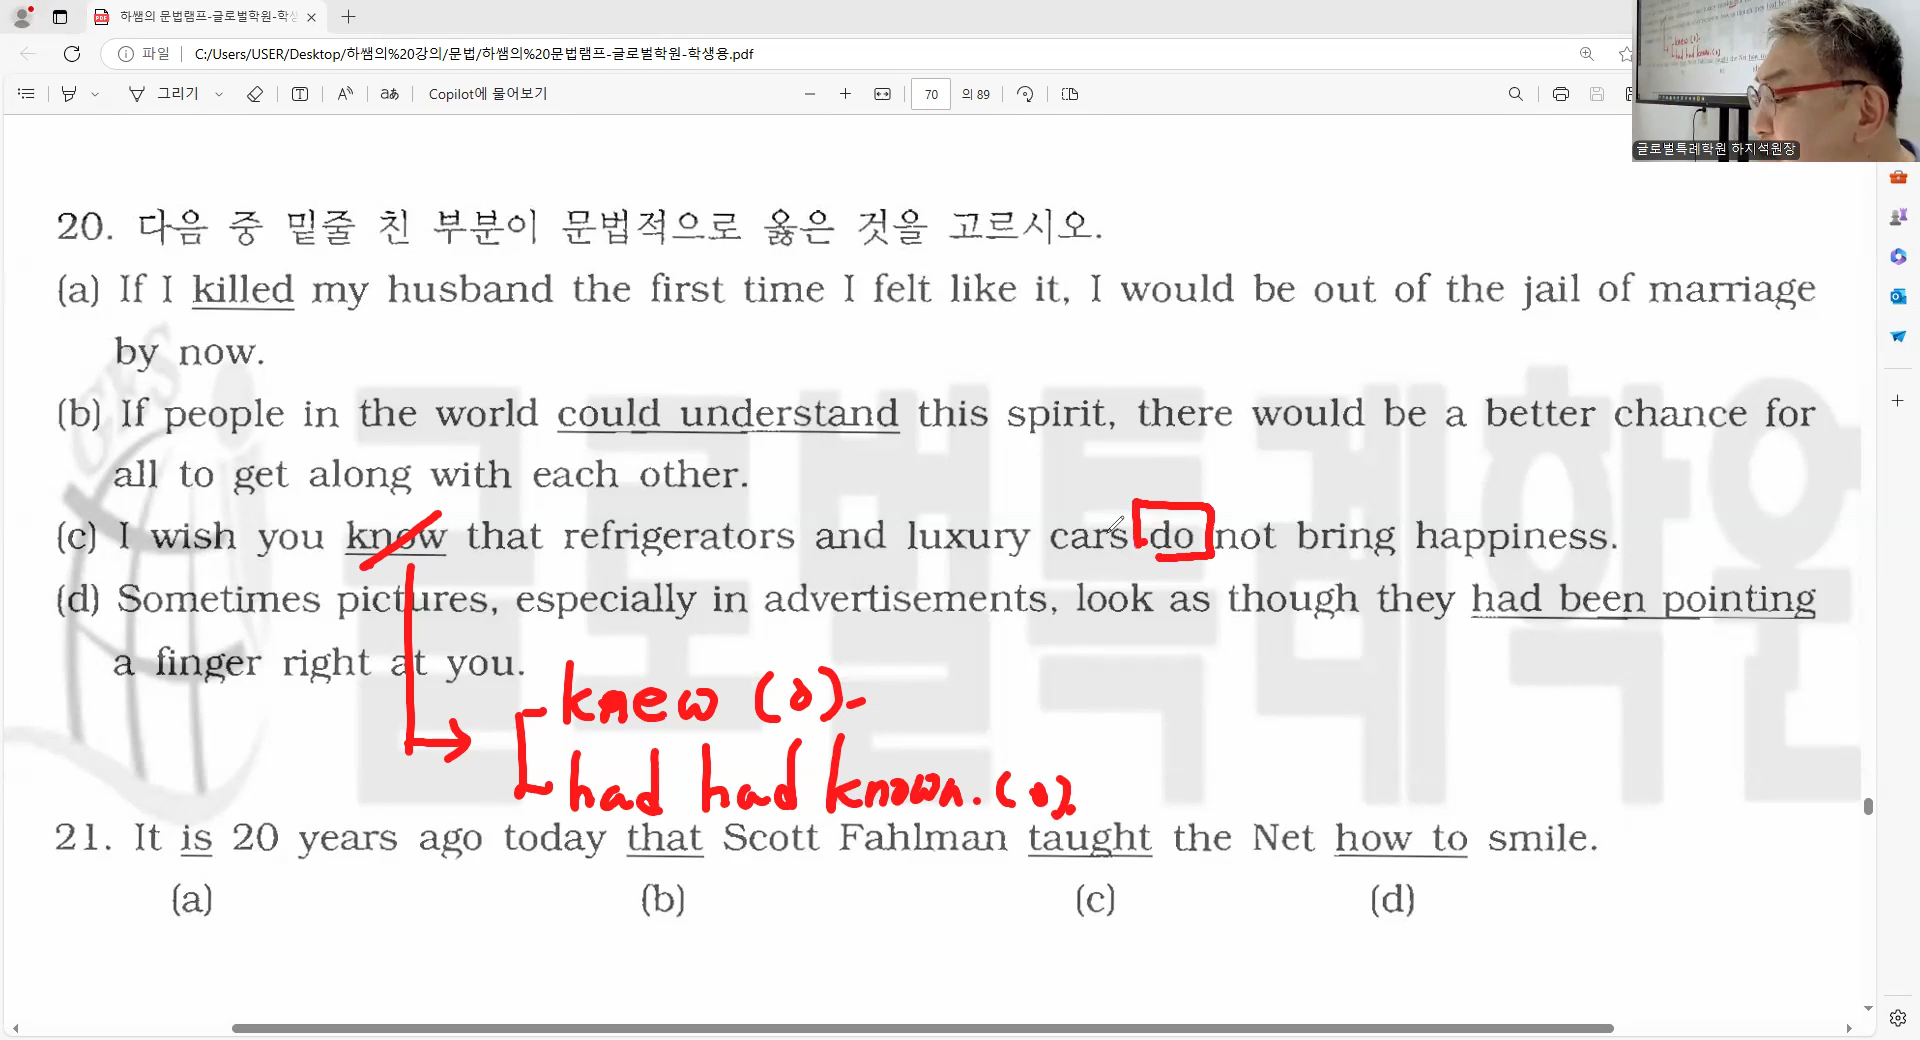 하쌤의 문법램프-글로벌학원-학생
파일 C:/Users/USER/Desktop/하쌤의%20강의/문법/하쌤의%20문법램프-글로벌학원-학생용.pdf
그리기 aあ Copilot에 물어보기 70 의 89
글로벌특례학원 하지석원장
20. 다음 중 밑줄 친 부분이 문법적으로 옳은 것을 고르시오.
(a) If I killed my husband the first time I felt like it, I would be out of the jail of marriage
by now.
(b) If people in the world could understand this spirit, there would be a better chance for
all to get along with each other.
(c) I wish you know that refrigerators and luxury cars do not bring happiness.
(d) Sometimes pictures, especially in advertisements, look as though they had been pointing
a finger right at you.
knew (o)
had had known. (o)
21. It is 20 years ago today that Scott Fahlman taught the Net how to smile.
(a) (b) (c) (d)
글로벌특례학원